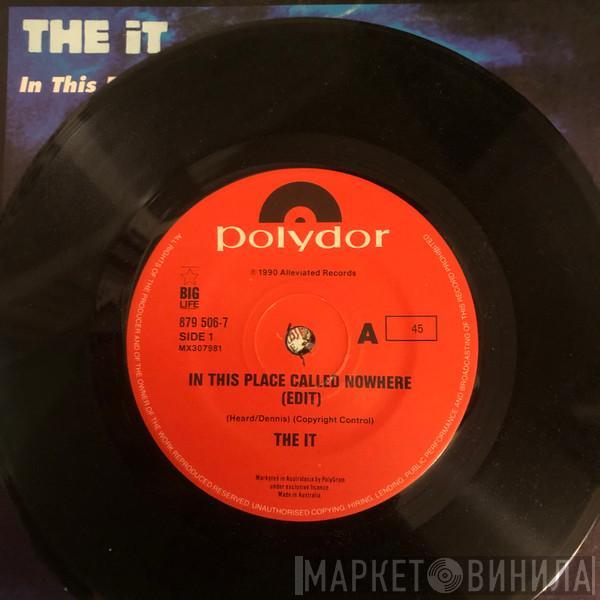 THE iT
In This
polydor
℗ 1990 Alleviated Records
BIG
LIFE
879 506-7
SIDE 1
MX307981
A
45
IN THIS PLACE CALLED NOWHERE
(EDIT)
(Heard/Dennis) (Copyright Control)
THE IT
Marketed in Australasia by PolyGram
under exclusive licence
Made in Australia
ALL RIGHTS OF THE PRODUCER AND OF THE OWNER OF THE WORK REPRODUCED RESERVED. UNAUTHORISED COPYING, HIRING, LENDING, PUBLIC PERFORMANCE AND BROADCASTING OF THIS RECORD PROHIBITED
МАРКЕТ ВИНИЛА